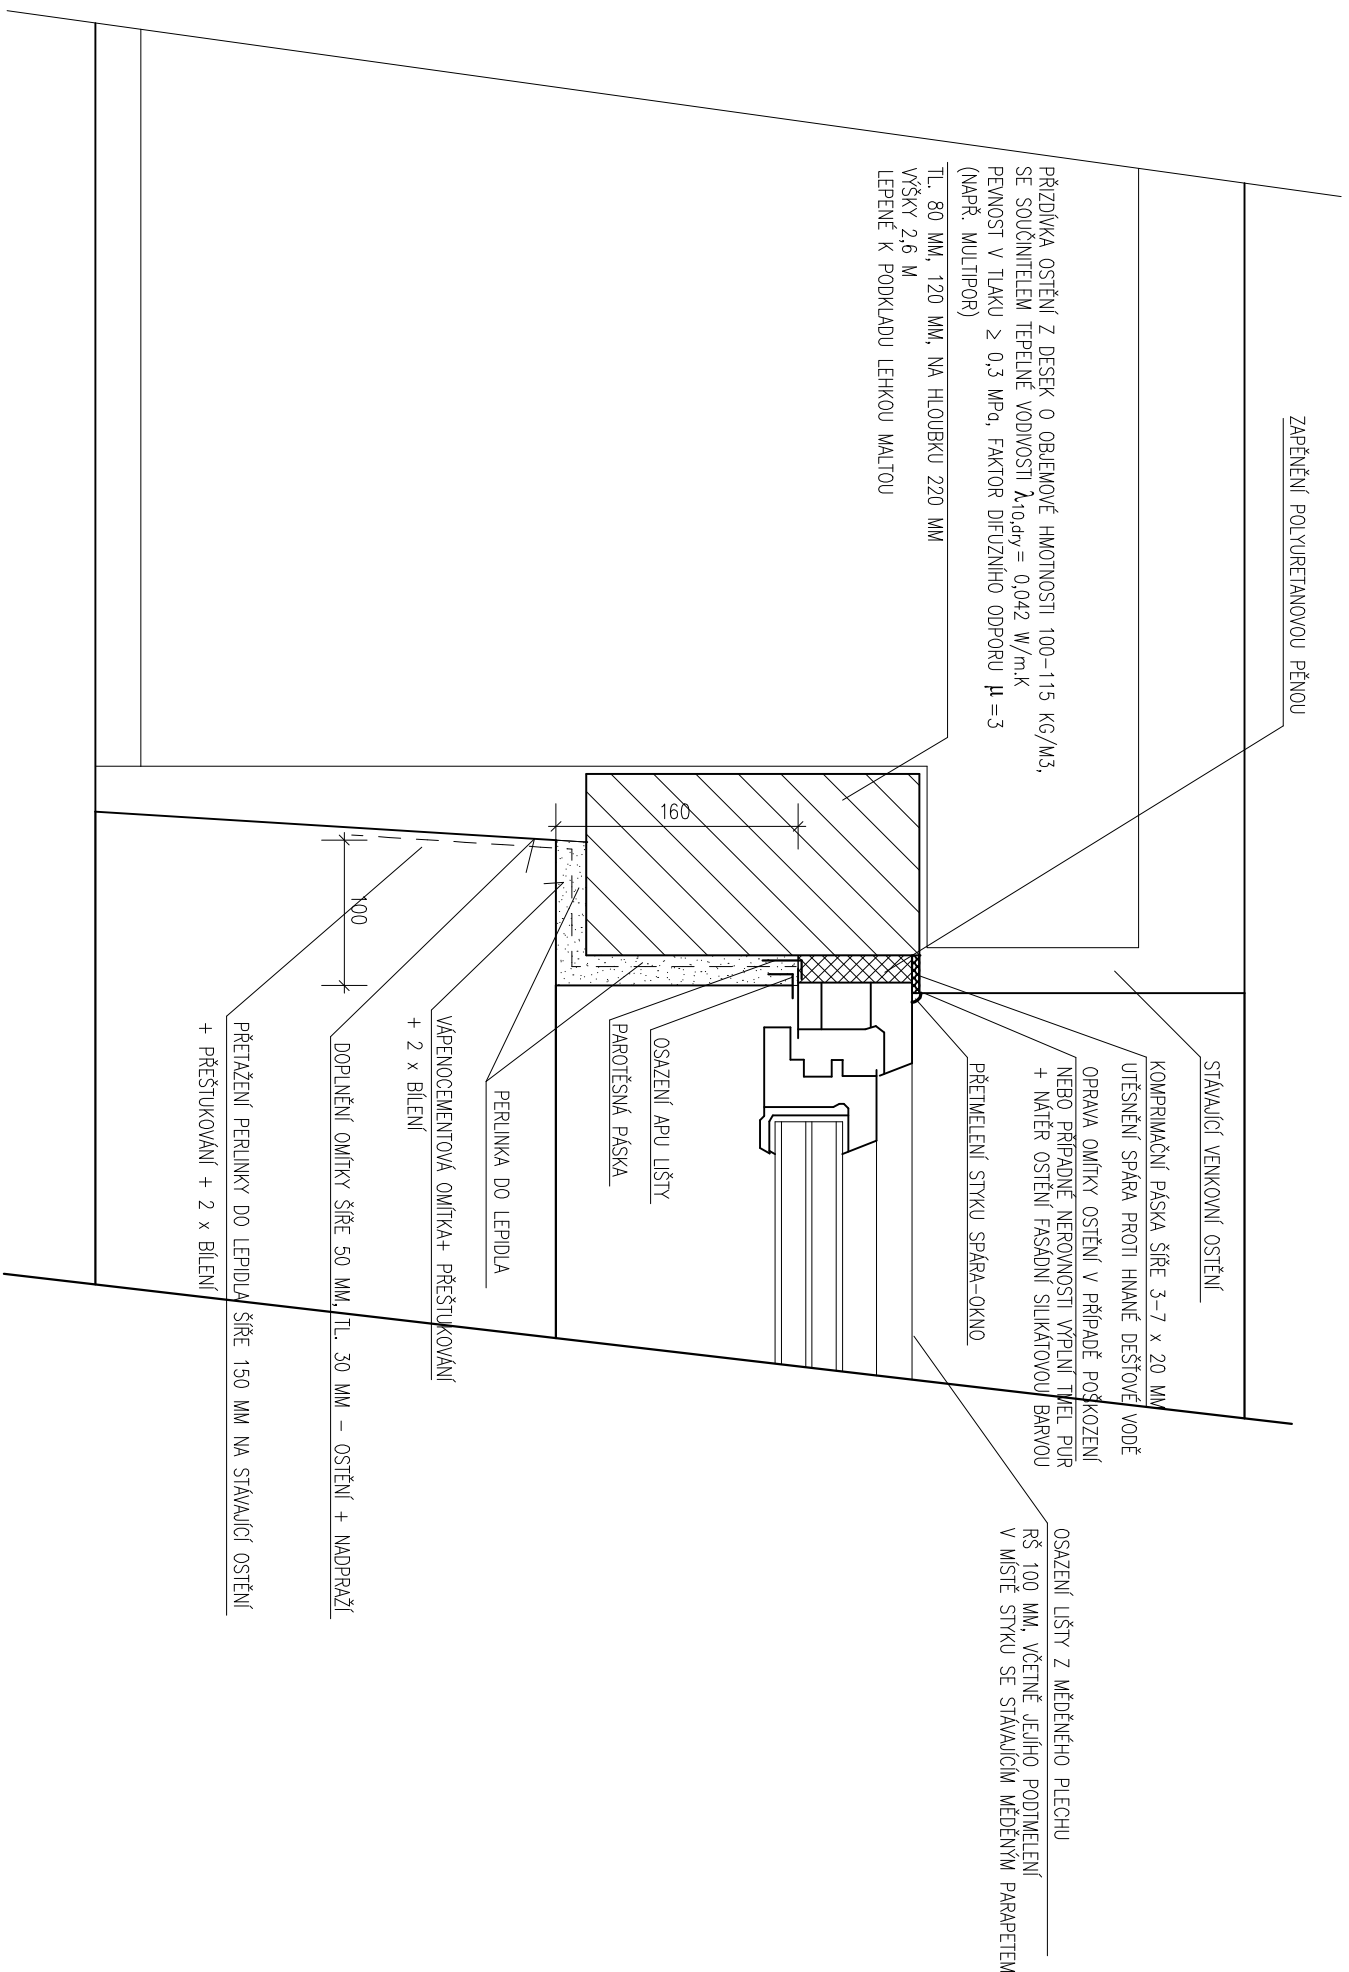 ZAPĚNĚNÍ POLYURETANOVOU PĚNOU
PŘIZDÍVKA OSTĚNÍ Z DESEK O OBJEMOVÉ HMOTNOSTI 100-115 KG/M3,
SE SOUČINITELEM TEPELNÉ VODIVOSTI λ10,dry = 0,042 W/m.K
PEVNOST V TLAKU ≥ 0,3 MPa, FAKTOR DIFUZNÍHO ODPORU μ =3
(NAPŘ. MULTIPOR)
TL. 80 MM, 120 MM, NA HLOUBKU 220 MM
VÝŠKY 2,6 M
LEPENÉ K PODKLADU LEHKOU MALTOU
160
100
STÁVAJÍCÍ VENKOVNÍ OSTĚNÍ
KOMPRIMAČNÍ PÁSKA ŠÍŘE 3-7 x 20 MM
UTĚSNĚNÍ SPÁRA PROTI HNANÉ DEŠŤOVÉ VODĚ
OPRAVA OMÍTKY OSTĚNÍ V PŘÍPADĚ POŠKOZENÍ
NEBO PŘÍPADNÉ NEROVNOSTI VÝPLNÍ TMEL PUR
+ NÁTĚR OSTĚNÍ FASÁDNÍ SILIKÁTOVOU BARVOU
PŘETMELENÍ STYKU SPÁRA-OKNO
OSAZENÍ LIŠTY Z MĚDĚNÉHO PLECHU
RŠ 100 MM, VČETNĚ JEJÍHO PODTMELENÍ
V MÍSTĚ STYKU SE STÁVAJÍCÍM MĚDĚNÝM PARAPETEM
OSAZENÍ APU LIŠTY
PAROTĚSNÁ PÁSKA
PERLINKA DO LEPIDLA
VÁPENOCEMENTOVÁ OMÍTKA+ PŘEŠTUKOVÁNÍ
+ 2 x BÍLENÍ
DOPLNĚNÍ OMÍTKY ŠÍŘE 50 MM, TL. 30 MM - OSTĚNÍ + NADPRAŽÍ
PŘETAŽENÍ PERLINKY DO LEPIDLA ŠÍŘE 150 MM NA STÁVAJÍCÍ OSTĚNÍ
+ PŘEŠTUKOVÁNÍ + 2 x BÍLENÍ